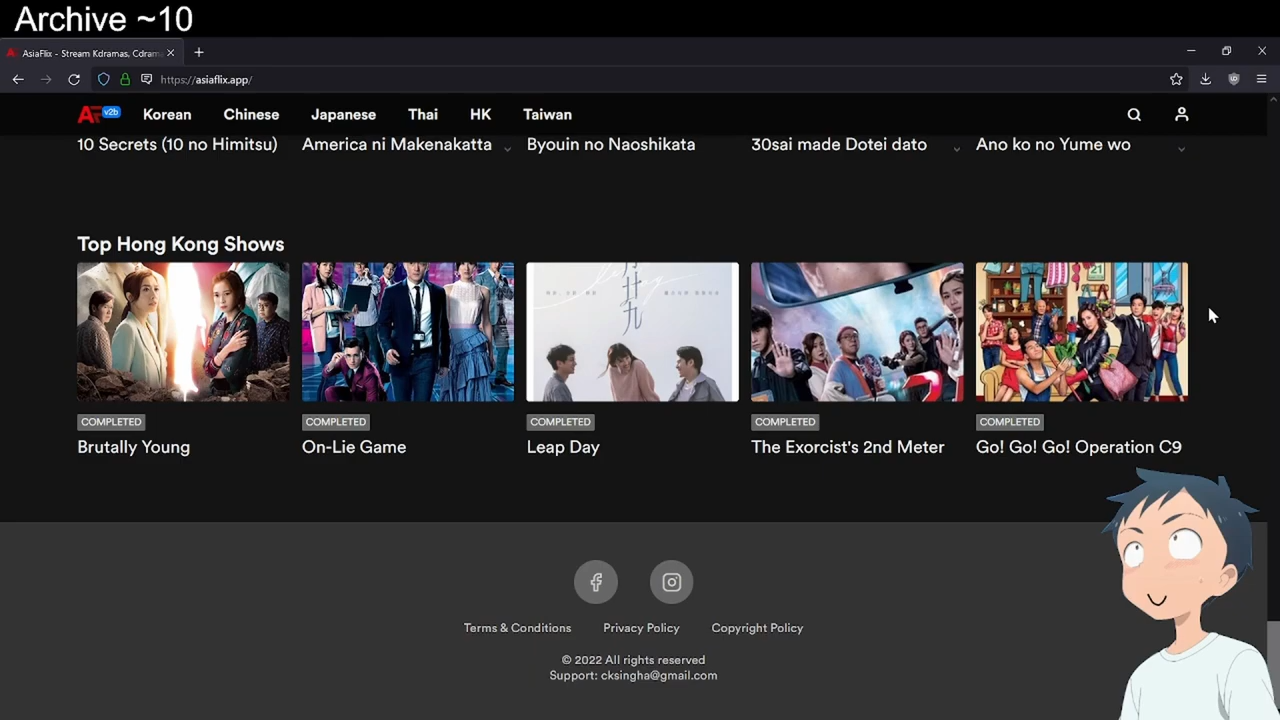 Archive ~10
AsiaFlix - Stream Kdramas, Cdrama
https://asiaflix.app/
AF v2b Korean Chinese Japanese Thai HK Taiwan
10 Secrets (10 no Himitsu) America ni Makenakatta Byouin no Naoshikata 30sai made Dotei dato Ano ko no Yume wo
Top Hong Kong Shows
月廿九
21
COMPLETED COMPLETED COMPLETED COMPLETED COMPLETED
Brutally Young On-Lie Game Leap Day The Exorcist's 2nd Meter Go! Go! Go! Operation C9
Terms & Conditions Privacy Policy Copyright Policy
© 2022 All rights reserved
Support: cksingha@gmail.com